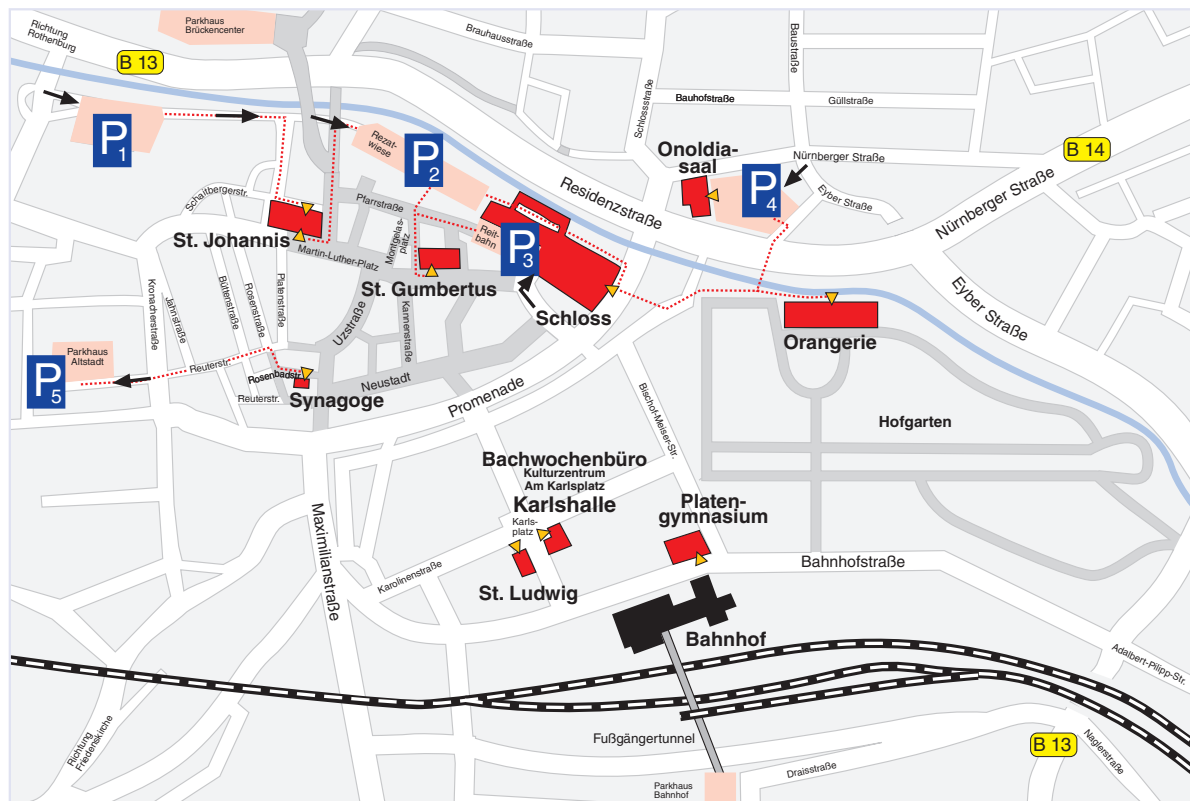 Richtung
Rothenburg
Parkhaus
Brückencenter
B 13
Brauhausstraße
Baustraße
Schlossstraße
Bauhofstraße
Güllstraße
P1
Rezat-
wiese
P2
Onoldia-
saal
Nürnberger Straße
B 14
P4
Eyber Straße
Nürnberger Straße
Residenzstraße
Schaitbergerstr.
Pfarrstraße
St. Johannis
Montgelas-
platz
Reit-
bahn
P3
Martin-Luther-Platz
St. Gumbertus
Schloss
Eyber Straße
Kronacherstraße
Jahnstraße
Büttenstraße
Rosenstraße
Platenstraße
Uzstraße
Kannenstraße
Orangerie
Parkhaus
Altstadt
P5
Reuterstr.
Rosenbadstr.
Synagoge
Reuterstr.
Neustadt
Promenade
Bischof-Meiser-Str.
Hofgarten
Bachwochenbüro
Kulturzentrum
Am Karlsplatz
Karlshalle
Karls-
platz
Platen-
gymnasium
Maximilianstraße
Karolinenstraße
St. Ludwig
Bahnhofstraße
Bahnhof
Adalbert-Pilipp-Str.
Richtung
Friedenskirche
Fußgängertunnel
B 13
Naglerstraße
Draisstraße
Parkhaus
Bahnhof